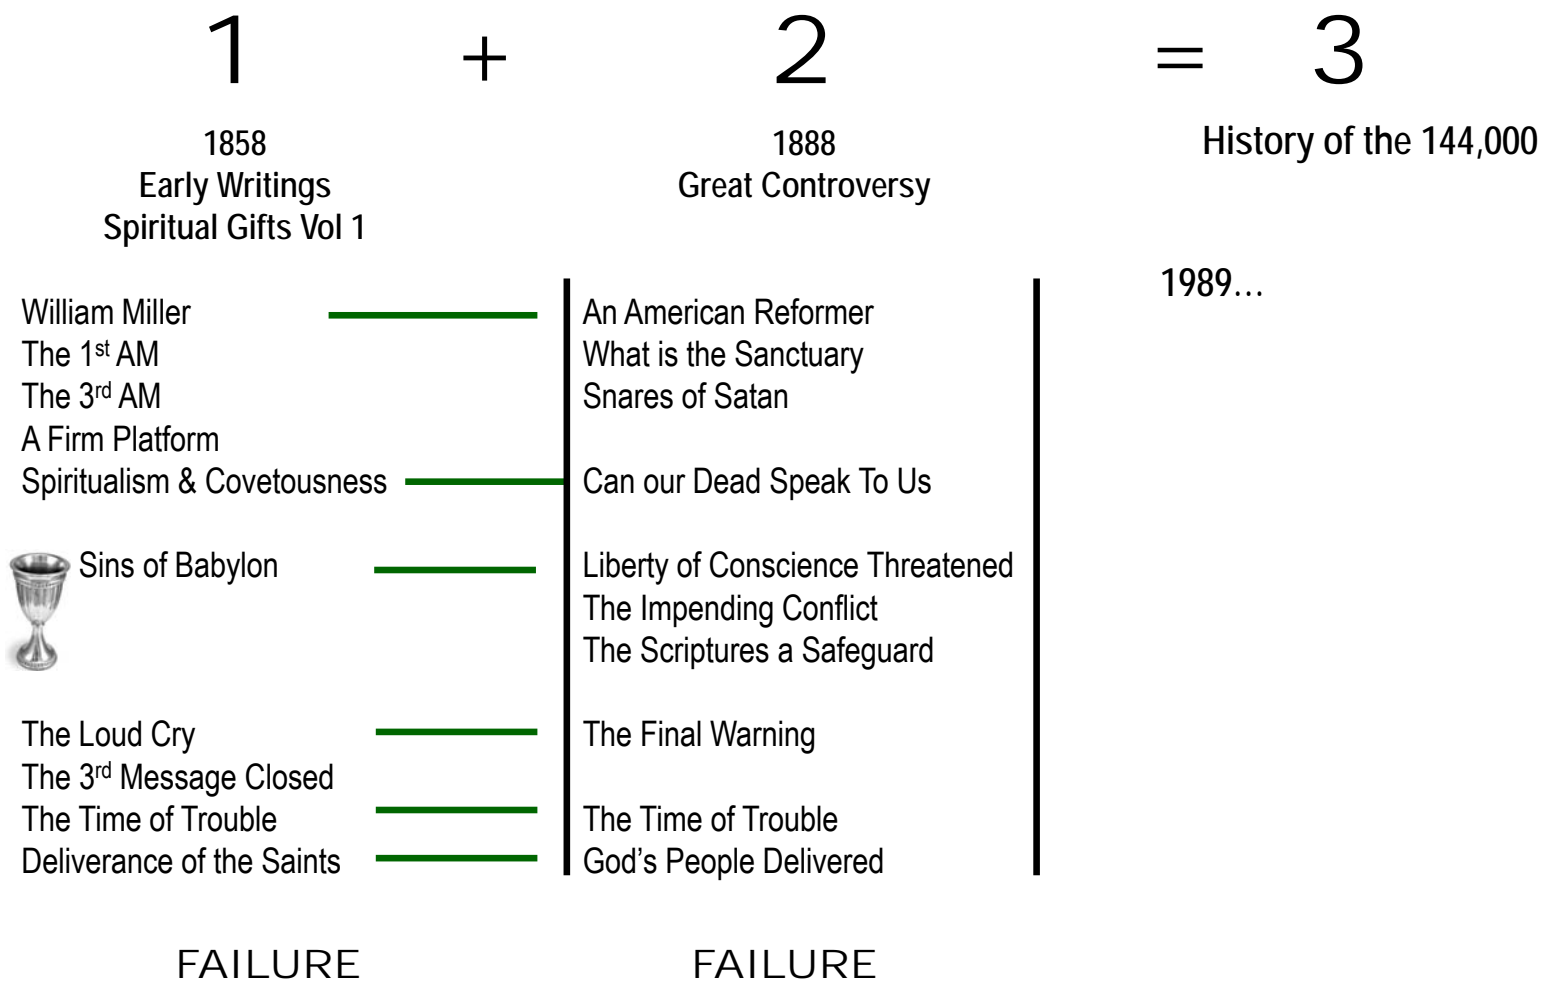 1 + 2 = 3
1858
Early Writings
Spiritual Gifts Vol 1
1888
Great Controversy
History of the 144,000
1989...
William Miller
The 1st AM
The 3rd AM
A Firm Platform
Spiritualism & Covetousness
Sins of Babylon
The Loud Cry
The 3rd Message Closed
The Time of Trouble
Deliverance of the Saints
An American Reformer
What is the Sanctuary
Snares of Satan
Can our Dead Speak To Us
Liberty of Conscience Threatened
The Impending Conflict
The Scriptures a Safeguard
The Final Warning
The Time of Trouble
God's People Delivered
FAILURE
FAILURE